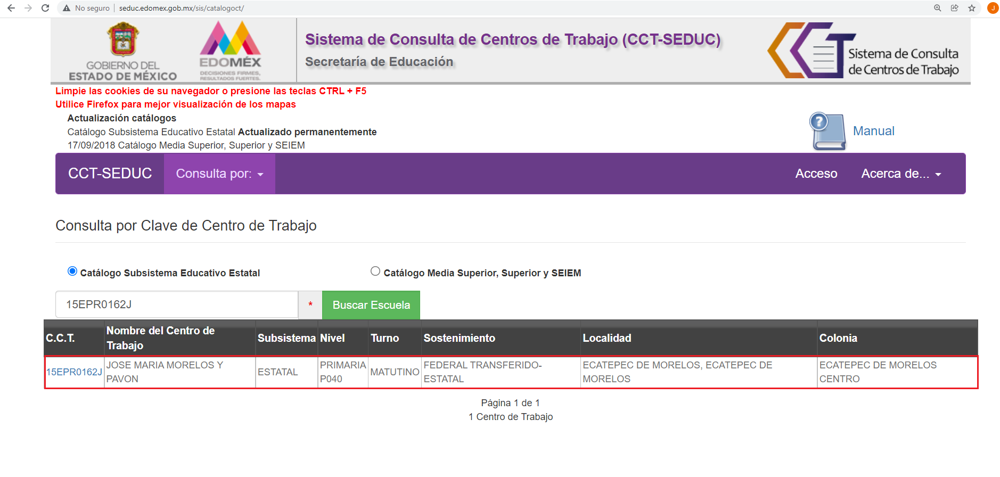 No seguro
seduc.edomex.gob.mx/sis/catalogoct/
J
GOBIERNO DEL
ESTADO DE MÉXICO
EDOMÉX
DECISIONES FIRMES,
RESULTADOS FUERTES.
Sistema de Consulta de Centros de Trabajo (CCT-SEDUC)
Secretaría de Educación
CCT
Sistema de Consulta
de Centros de Trabajo
Limpie las cookies de su navegador o presione las teclas CTRL + F5
Utilice Firefox para mejor visualización de los mapas
Actualización catálogos
Catálogo Subsistema Educativo Estatal Actualizado permanentemente
17/09/2018 Catálogo Media Superior, Superior y SEIEM
?
Manual
CCT-SEDUC
Consulta por:
Acceso
Acerca de...
Consulta por Clave de Centro de Trabajo
Catálogo Subsistema Educativo Estatal
Catálogo Media Superior, Superior y SEIEM
15EPR0162J
*
Buscar Escuela
C.C.T.
Nombre del Centro de
Trabajo
Subsistema
Nivel
Turno
Sostenimiento
Localidad
Colonia
15EPR0162J
JOSE MARIA MORELOS Y
PAVON
ESTATAL
PRIMARIA
P040
MATUTINO
FEDERAL TRANSFERIDO-
ESTATAL
ECATEPEC DE MORELOS, ECATEPEC DE
MORELOS
ECATEPEC DE MORELOS
CENTRO
Página 1 de 1
1 Centro de Trabajo